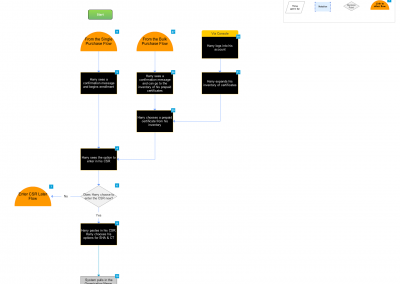 START
From the Single
Purchase Flow
From the Bulk
Purchase Flow
Via Console
Harry logs into his
account
Harry sees a
confirmation message
and begins enrollment
Harry sees a
confirmation message
and can go to the
inventory of his prepaid
certificates
Harry expands the
inventory of certificates
Harry chooses a prepaid
certificate from his
inventory
Harry sees the option to
enter in his CSR
Enter CSR Later
Flow
No
Does Harry choose to
enter the CSR now?
Yes
Harry pastes in his CSR.
Harry chooses his
options for SHA & CT
System pulls in the